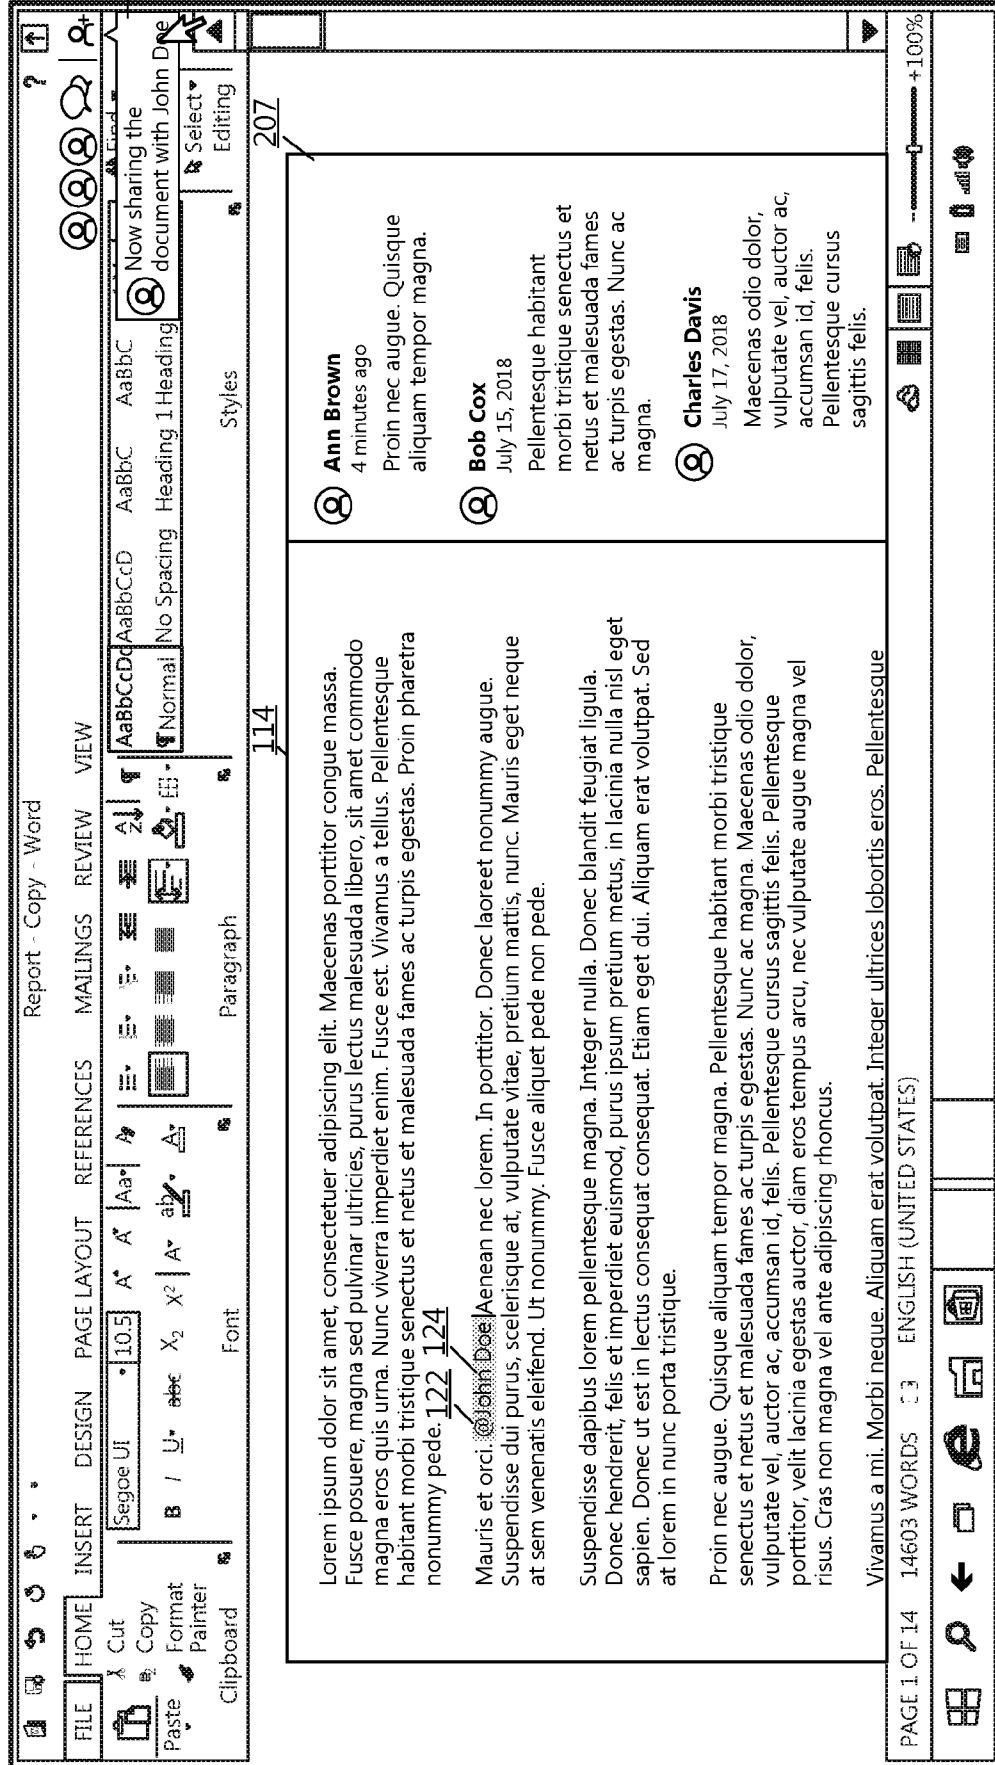 Report - Copy - Word
?
FILE HOME INSERT DESIGN PAGE LAYOUT REFERENCES MAILINGS REVIEW VIEW
Now sharing the
document with John Doe
Paste
Cut
Copy
Format
Painter
Clipboard
Segoe UI 10.5 A A Aa
B I U abc X2 X2 A ab A
Font
Paragraph
AaBbCcDc AaBbCcD AaBbC AaBbC
¶Normal No Spacing Heading 1 Heading
Styles
Find
Select
Editing
114
207
Lorem ipsum dolor sit amet, consectetuer adipiscing elit. Maecenas porttitor congue massa.
Fusce posuere, magna sed pulvinar ultricies, purus lectus malesuada libero, sit amet commodo
magna eros quis urna. Nunc viverra imperdiet enim. Fusce est. Vivamus a tellus. Pellentesque
habitant morbi tristique senectus et netus et malesuada fames ac turpis egestas. Proin pharetra
nonummy pede.
122 124
Mauris et orci. @John Doe Aenean nec lorem. In porttitor. Donec laoreet nonummy augue.
Suspendisse dui purus, scelerisque at, vulputate vitae, pretium mattis, nunc. Mauris eget neque
at sem venenatis eleifend. Ut nonummy. Fusce aliquet pede non pede.
Suspendisse dapibus lorem pellentesque magna. Integer nulla. Donec blandit feugiat ligula.
Donec hendrerit, felis et imperdiet euismod, purus ipsum pretium metus, in lacinia nulla nisl eget
sapien. Donec ut est in lectus consequat consequat. Etiam eget dui. Aliquam erat volutpat. Sed
at lorem in nunc porta tristique.
Proin nec augue. Quisque aliquam tempor magna. Pellentesque habitant morbi tristique
senectus et netus et malesuada fames ac turpis egestas. Nunc ac magna. Maecenas odio dolor,
vulputate vel, auctor ac, accumsan id, felis. Pellentesque cursus sagittis felis. Pellentesque
porttitor, velit lacinia egestas auctor, diam eros tempus arcu, nec vulputate augue magna vel
risus. Cras non magna vel ante adipiscing rhoncus.
Vivamus a mi. Morbi neque. Aliquam erat volutpat. Integer ultrices lobortis eros. Pellentesque
Ann Brown
4 minutes ago
Proin nec augue. Quisque
aliquam tempor magna.
Bob Cox
July 15, 2018
Pellentesque habitant
morbi tristique senectus et
netus et malesuada fames
ac turpis egestas. Nunc ac
magna.
Charles Davis
July 17, 2018
Maecenas odio dolor,
vulputate vel, auctor ac,
accumsan id, felis.
Pellentesque cursus
sagittis felis.
PAGE 1 OF 14 14603 WORDS ENGLISH (UNITED STATES) +100%